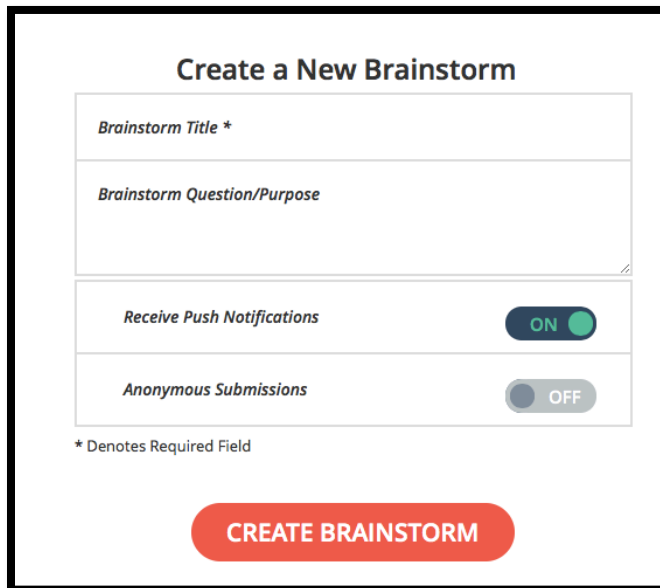 Create a New Brainstorm
Brainstorm Title *
Brainstorm Question/Purpose
Receive Push Notifications
ON
Anonymous Submissions
OFF
* Denotes Required Field
CREATE BRAINSTORM